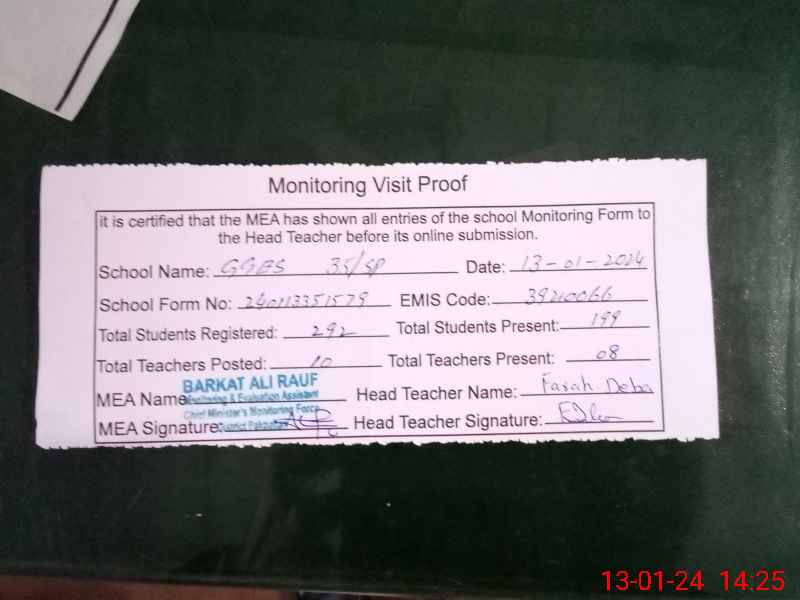 Monitoring Visit Proof
it is certified that the MEA has shown all entries of the school Monitoring Form to
the Head Teacher before its online submission.
School Name: GGES 35/SP Date: 13-01-2024
School Form No: 240113351579 EMIS Code: 39210066
Total Students Registered: 292 Total Students Present: 199
Total Teachers Posted: 10 Total Teachers Present: 08
BARKAT ALI RAUF
MEA Name Monitoring & Evaluation Assistant Head Teacher Name: Farah Deba
Chief Minister's Monitoring Force
MEA Signature: District Pakpattan Head Teacher Signature:
13-01-24 14:25